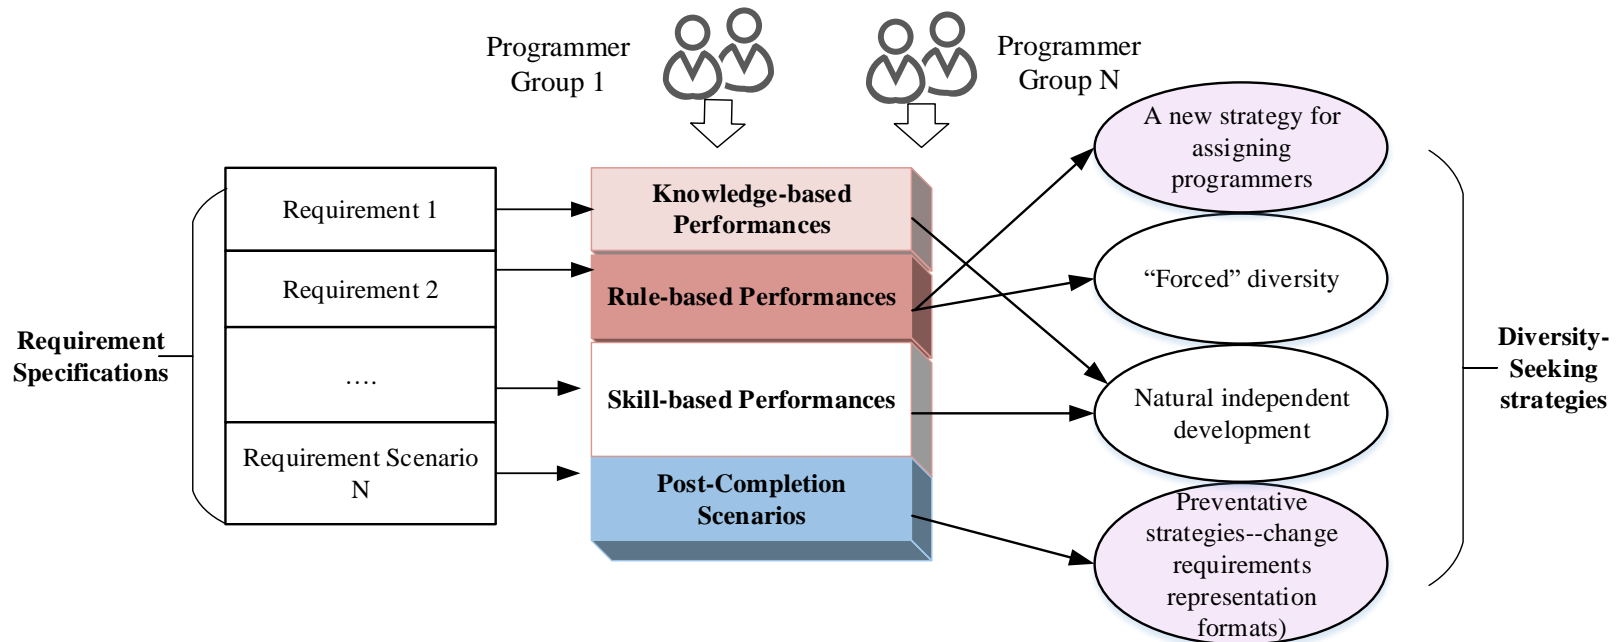 Programmer
Group 1
Programmer
Group N
Requirement
Specifications
Requirement 1
Requirement 2
....
Requirement Scenario
N
Knowledge-based
Performances
Rule-based Performances
Skill-based Performances
Post-Completion
Scenarios
A new strategy for
assigning
programmers
“Forced” diversity
Natural independent
development
Preventative
strategies--change
requirements
representation
formats)
Diversity-
Seeking
strategies